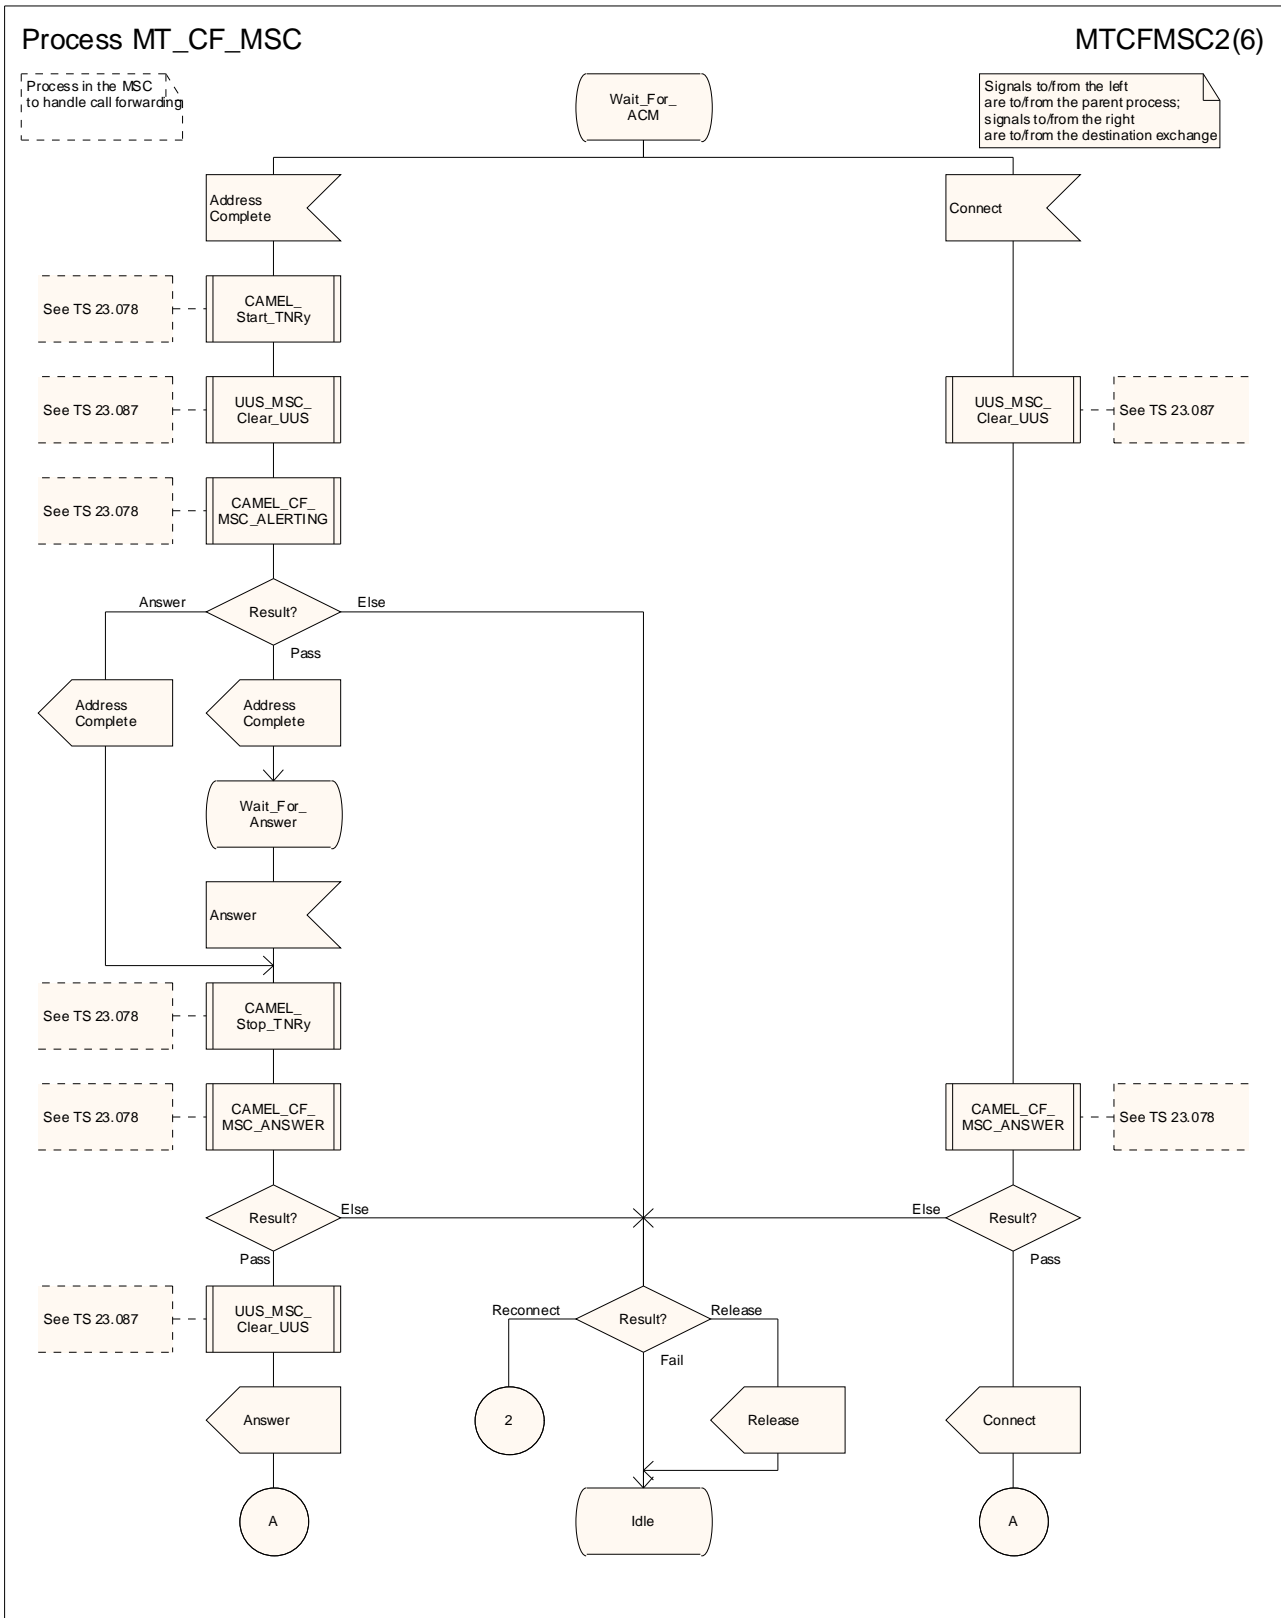 Process MT_CF_MSC
MTCFMSC2(6)
Process in the MSC
to handle call forwarding
Wait_For_
ACM
Signals to/from the left
are to/from the parent process;
signals to/from the right
are to/from the destination exchange
Address
Complete
Connect
See TS 23.078
CAMEL_
Start_TNRy
See TS 23.087
UUS_MSC_
Clear_UUS
UUS_MSC_
Clear_UUS
See TS 23.087
See TS 23.078
CAMEL_CF_
MSC_ALERTING
Answer
Result?
Else
Pass
Address
Complete
Address
Complete
Wait_For_
Answer
Answer
See TS 23.078
CAMEL_
Stop_TNRy
See TS 23.078
CAMEL_CF_
MSC_ANSWER
CAMEL_CF_
MSC_ANSWER
See TS 23.078
Result?
Else
Else
Result?
Pass
Pass
See TS 23.087
UUS_MSC_
Clear_UUS
Reconnect
Result?
Release
Fail
Answer
2
Release
Connect
A
Idle
A